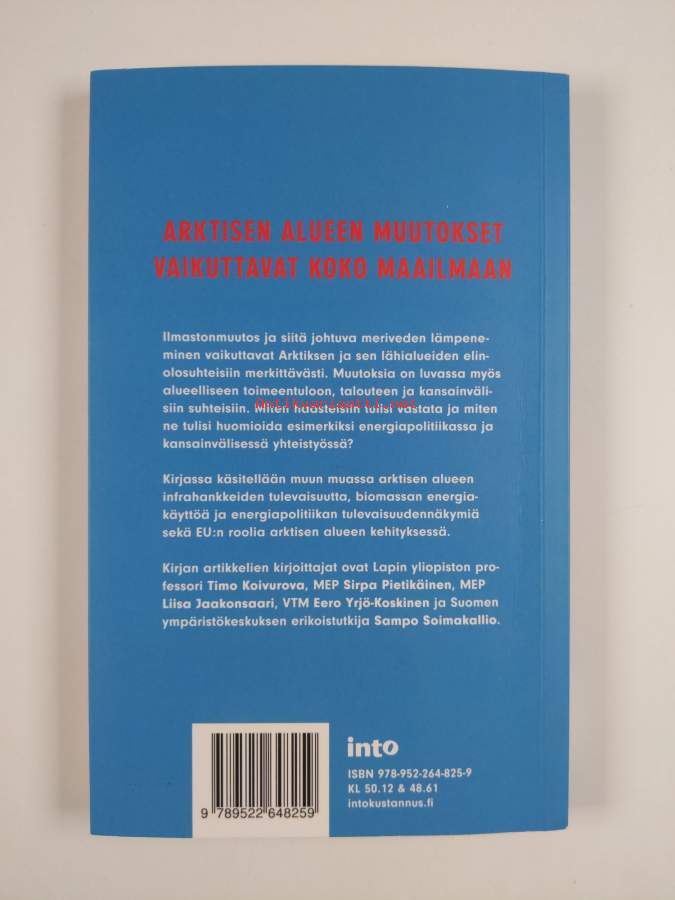 ARKTISEN ALUEEN MUUTOKSET
VAIKUTTAVAT KOKO MAAILMAAN
Ilmastonmuutos ja siitä johtuva meriveden lämpene-
minen vaikuttavat Arktiksen ja sen lähialueiden elin-
olosuhteisiin merkittävästi. Muutoksia on luvassa myös
alueelliseen toimeentuloon, talouteen ja kansainväli-
Antikvariaatti.net
siin suhteisiin. Miten haasteisiin tulisi vastata ja miten
ne tulisi huomioida esimerkiksi energiapolitiikassa ja
kansainvälisessä yhteistyössä?
Kirjassa käsitellään muun muassa arktisen alueen
infrahankkeiden tulevaisuutta, biomassan energia-
käyttöä ja energiapolitiikan tulevaisuudennäkymiä
sekä EU:n roolia arktisen alueen kehityksessä.
Kirjan artikkelien kirjoittajat ovat Lapin yliopiston pro-
fessori Timo Koivurova, MEP Sirpa Pietikäinen, MEP
Liisa Jaakonsaari, VTM Eero Yrjö-Koskinen ja Suomen
ympäristökeskuksen erikoistutkija Sampo Soimakallio.
into
ISBN 978-952-264-825-9
KL 50.12 & 48.61
intokustannus.fi
9 789522 648259